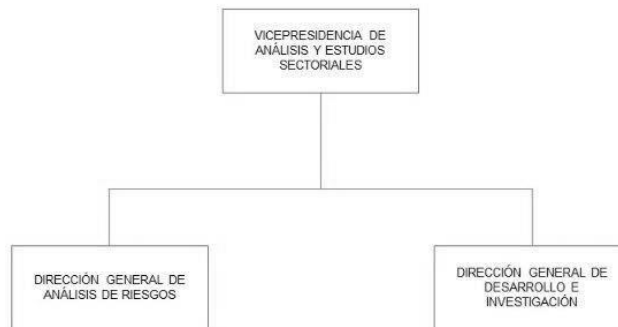 VICEPRESIDENCIA DE
ANÁLISIS Y ESTUDIOS
SECTORIALES
DIRECCIÓN GENERAL DE
ANÁLISIS DE RIESGOS
DIRECCIÓN GENERAL DE
DESARROLLO E
INVESTIGACIÓN